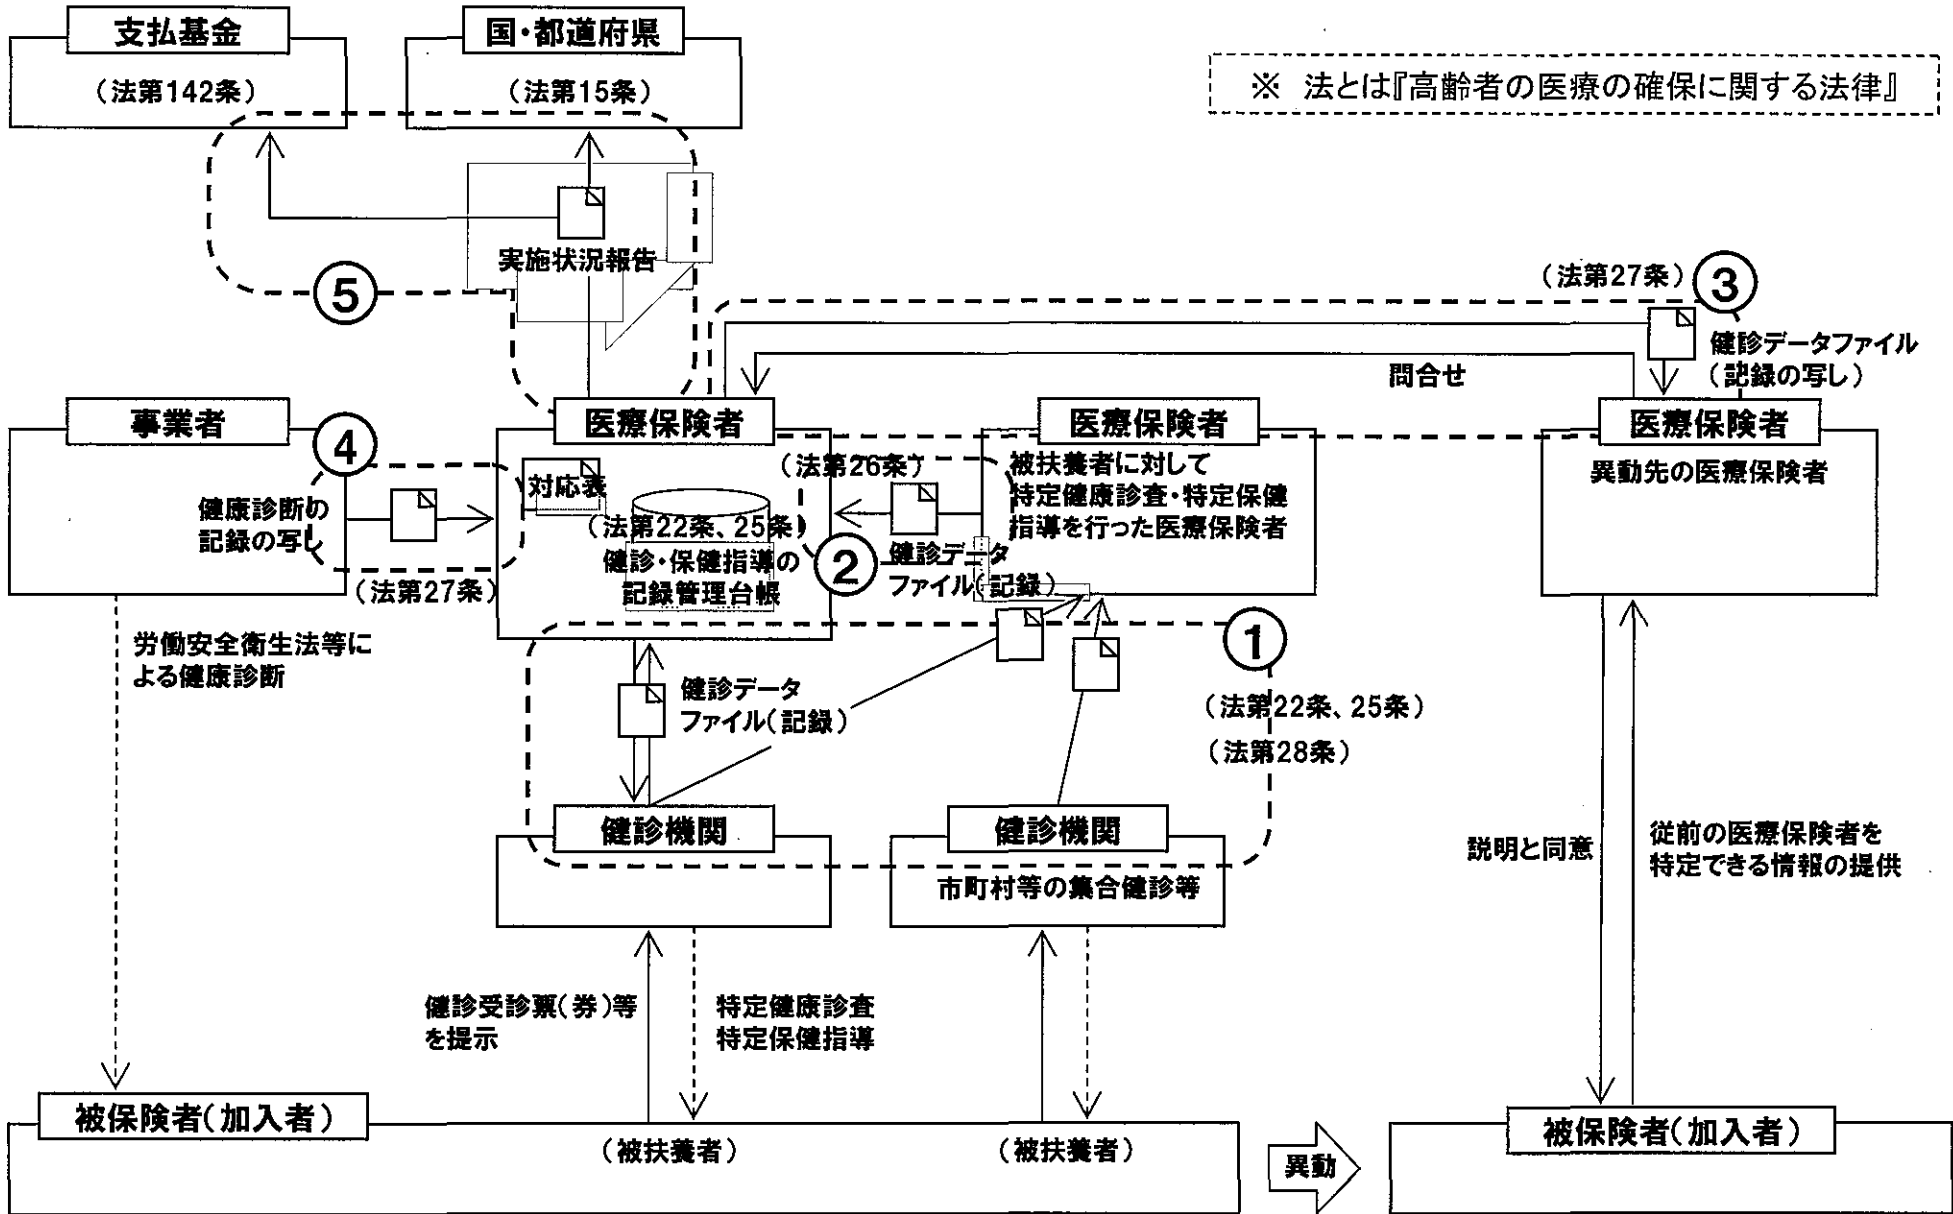 支払基金
(法第142条)
国・都道府県
(法第15条)
※ 法とは『高齢者の医療の確保に関する法律』
実施状況報告
⑤
(法第27条)
③
健診データファイル
(記録の写し)
問合せ
事業者
④
健康診断の
記録の写し
(法第27条)
医療保険者
対応表
(法第22条、25条)
健診・保健指導の
記録管理台帳
(法第26条)
②
健診データ
ファイル(記録)
医療保険者
被扶養者に対して
特定健康診査・特定保健
指導を行った医療保険者
医療保険者
異動先の医療保険者
労働安全衛生法等に
よる健康診断
健診データ
ファイル(記録)
①
(法第22条、25条)
(法第28条)
健診機関
健診機関
市町村等の集合健診等
説明と同意
従前の医療保険者を
特定できる情報の提供
健診受診票(券)等
を提示
特定健康診査
特定保健指導
被保険者(加入者)
(被扶養者)
(被扶養者)
異動
被保険者(加入者)